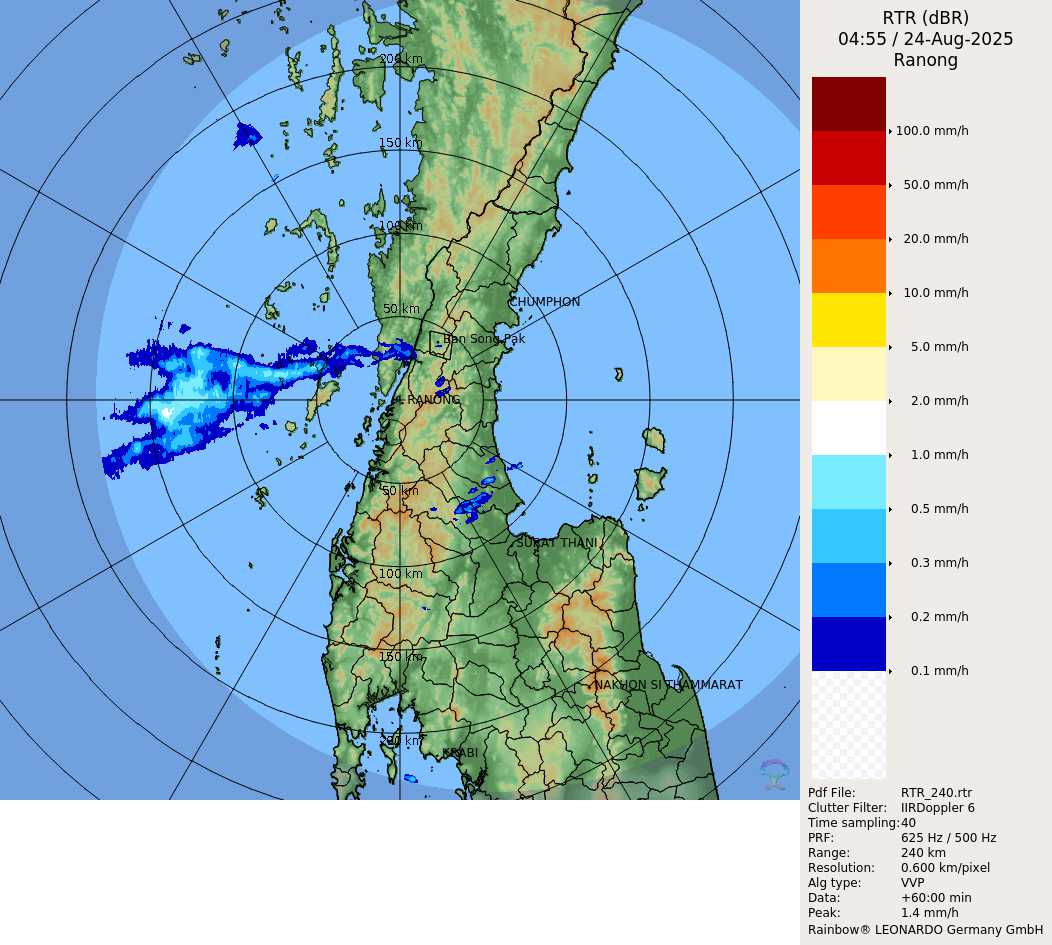 RTR (dBR)
04:55 / 24-Aug-2025
Ranong
200 km
150 km
100 km
50 km
CHUMPHON
Ban Song Pak
RANONG
50 km
SURAT THANI
100 km
150 km
NAKHON SI THAMMARAT
200 km
KRABI
100.0 mm/h
50.0 mm/h
20.0 mm/h
10.0 mm/h
5.0 mm/h
2.0 mm/h
1.0 mm/h
0.5 mm/h
0.3 mm/h
0.2 mm/h
0.1 mm/h
Pdf File: RTR_240.rtr
Clutter Filter: IIRDoppler 6
Time sampling:40
PRF: 625 Hz / 500 Hz
Range: 240 km
Resolution: 0.600 km/pixel
Alg type: VVP
Data: +60:00 min
Peak: 1.4 mm/h
Rainbow® LEONARDO Germany GmbH